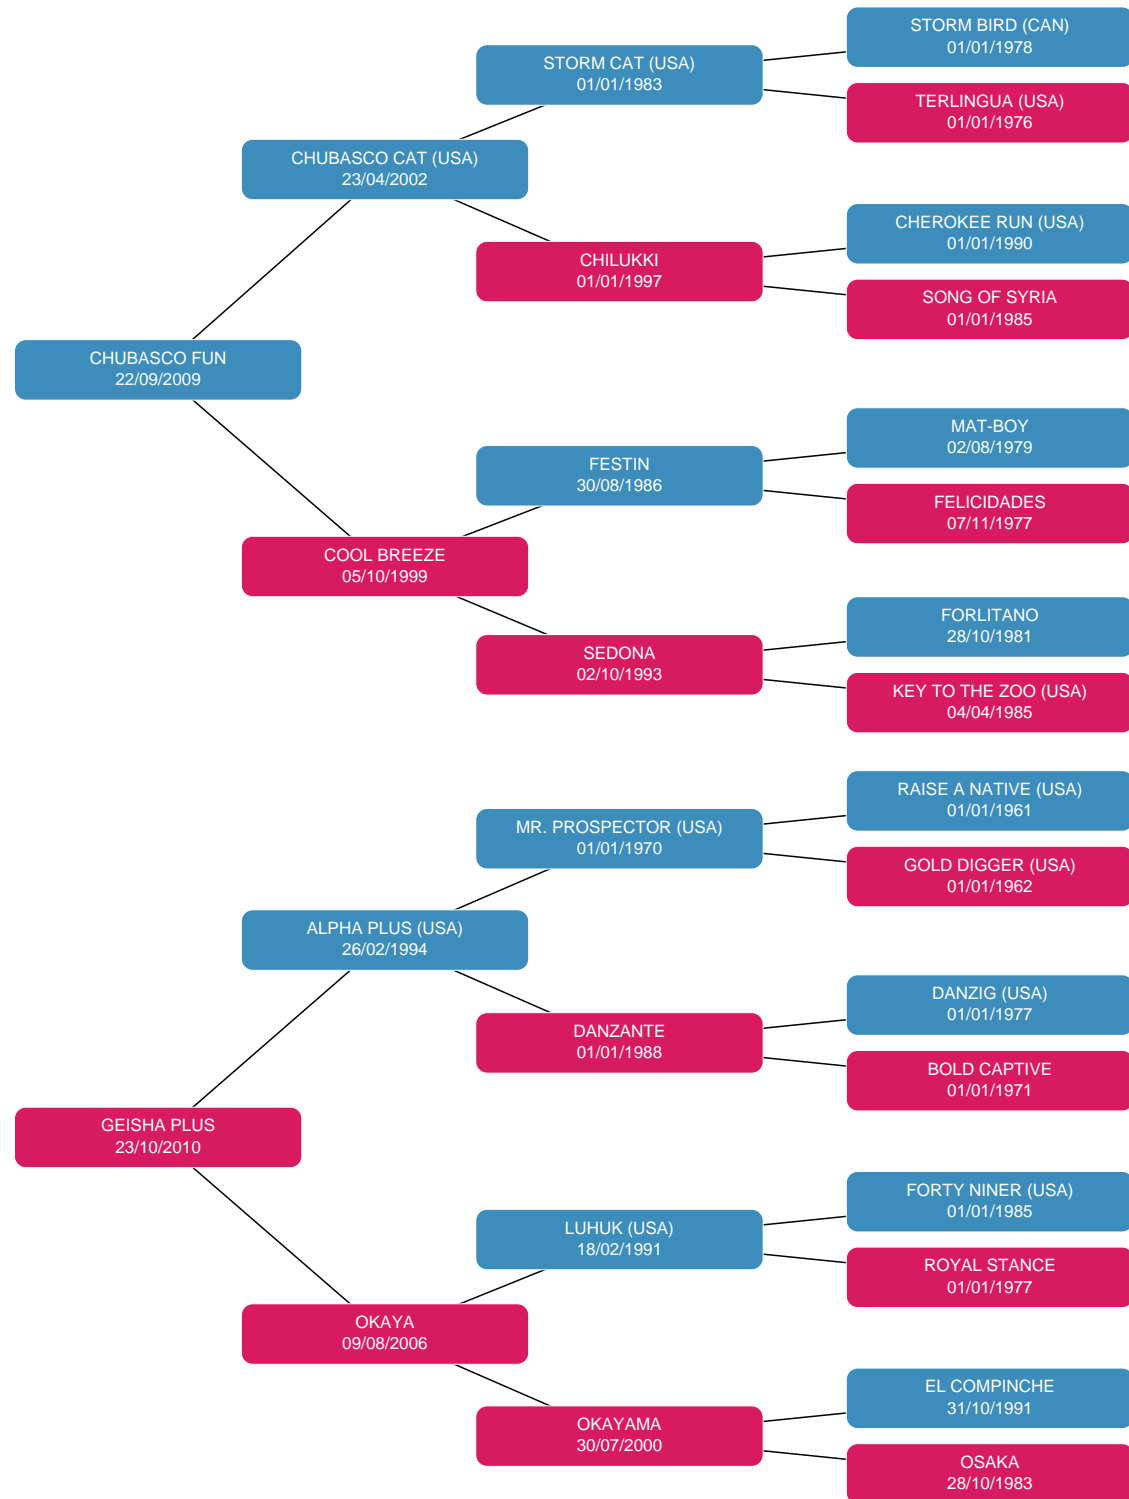 STORM BIRD (CAN)
01/01/1978
STORM CAT (USA)
01/01/1983
TERLINGUA (USA)
01/01/1976
CHUBASCO CAT (USA)
23/04/2002
CHEROKEE RUN (USA)
01/01/1990
CHILUKKI
01/01/1997
SONG OF SYRIA
01/01/1985
CHUBASCO FUN
22/09/2009
MAT-BOY
02/08/1979
FESTIN
30/08/1986
FELICIDADES
07/11/1977
COOL BREEZE
05/10/1999
FORLITANO
28/10/1981
SEDONA
02/10/1993
KEY TO THE ZOO (USA)
04/04/1985
RAISE A NATIVE (USA)
01/01/1961
MR. PROSPECTOR (USA)
01/01/1970
GOLD DIGGER (USA)
01/01/1962
ALPHA PLUS (USA)
26/02/1994
DANZIG (USA)
01/01/1977
DANZANTE
01/01/1988
BOLD CAPTIVE
01/01/1971
GEISHA PLUS
23/10/2010
FORTY NINER (USA)
01/01/1985
LUHUK (USA)
18/02/1991
ROYAL STANCE
01/01/1977
OKAYA
09/08/2006
EL COMPINCHE
31/10/1991
OKAYAMA
30/07/2000
OSAKA
28/10/1983